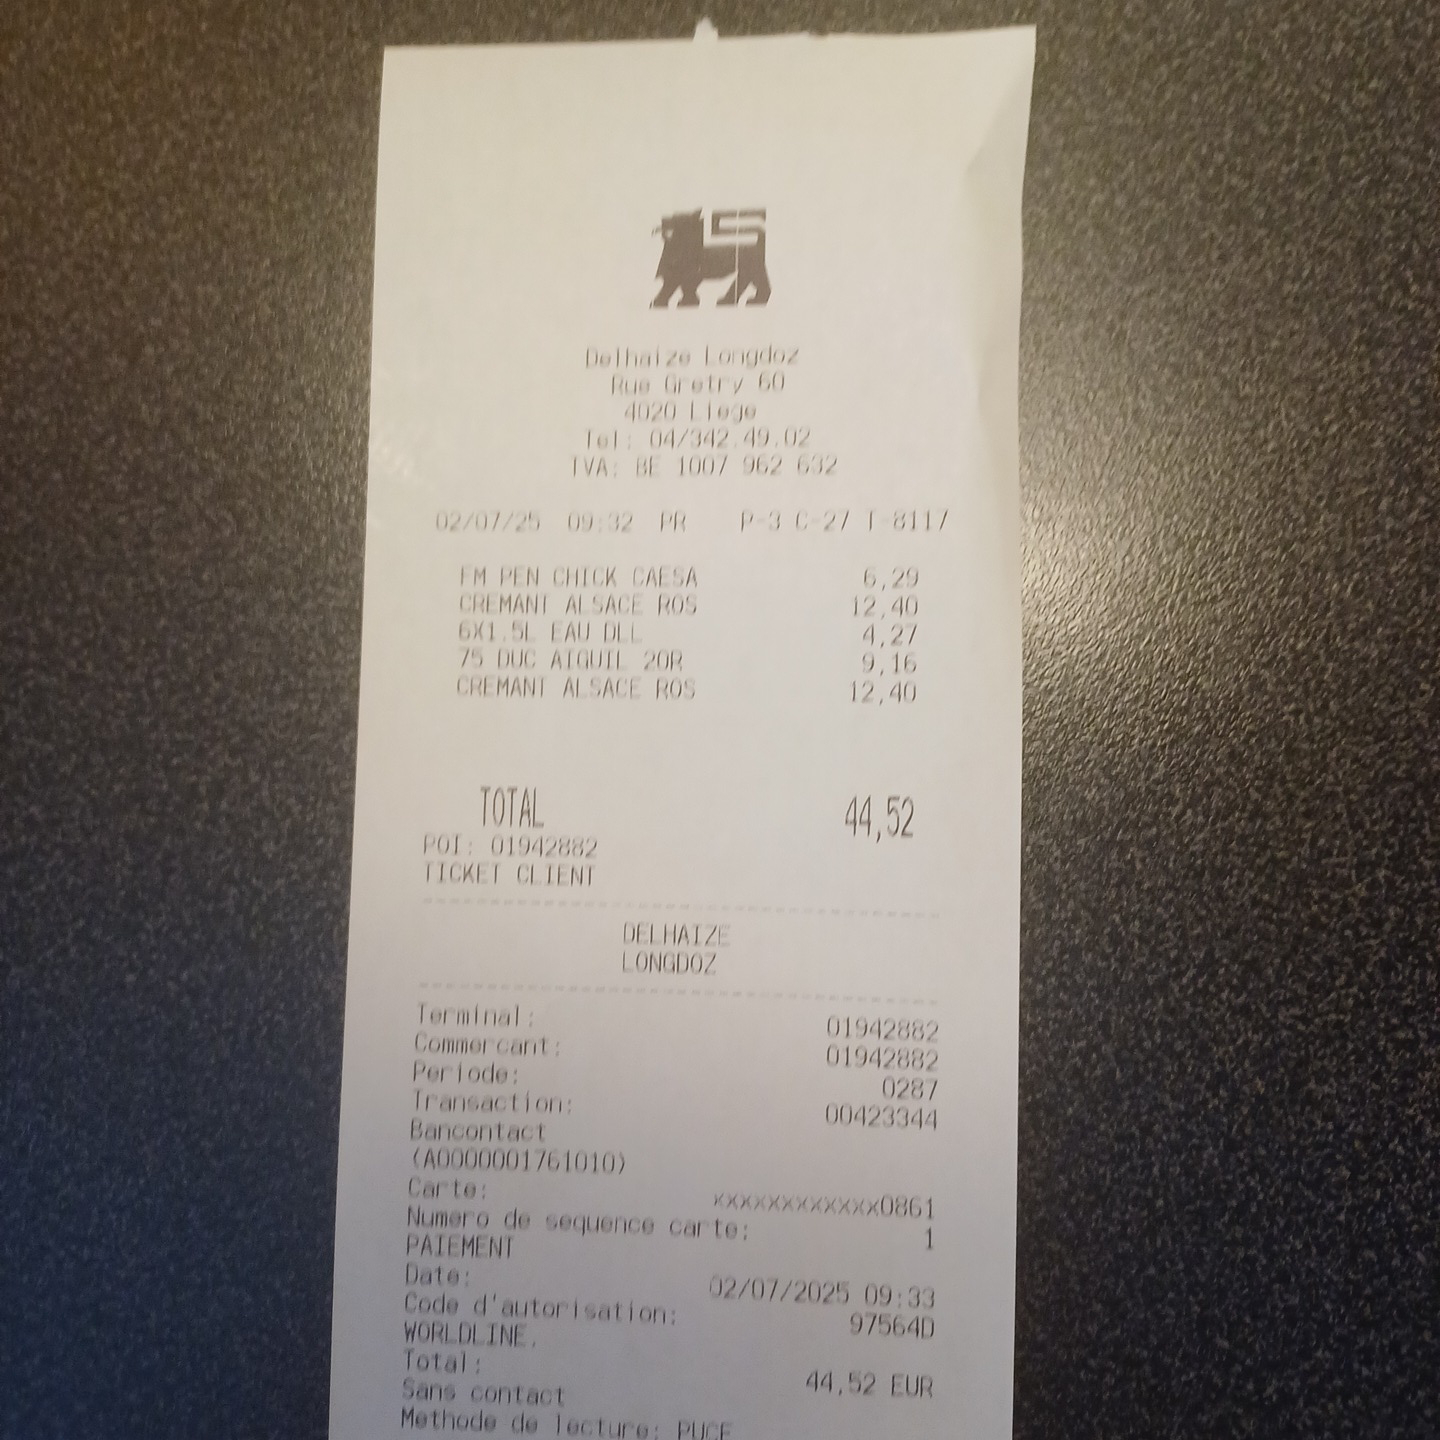 Delhaize Longdoz
Rue Gretry 60
4020 Liege
Tel: 04/342.49.02
TVA: BE 1007 962 632
02/07/25 09:32 PR P-3 C-27 T-8117
FM PEN CHICK CAESA 6,29
CREMANT ALSACE ROS 12,40
6X1.5L EAU DLL 4,27
75 DUC AIGUIL 20R 9,16
CREMANT ALSACE ROS 12,40
TOTAL 44,52
POI: 01942882
TICKET CLIENT
DELHAIZE
LONGDOZ
Terminal: 01942882
Commercant: 01942882
Periode: 0287
Transaction: 00423344
Bancontact
(A0000001761010)
Carte: xxxxxxxxxxxx0861
Numero de sequence carte: 1
PAIEMENT
Date: 02/07/2025 09:33
Code d'autorisation: 97564D
WORLDLINE.
Total: 44,52 EUR
Sans contact
Methode de lecture: PUCE